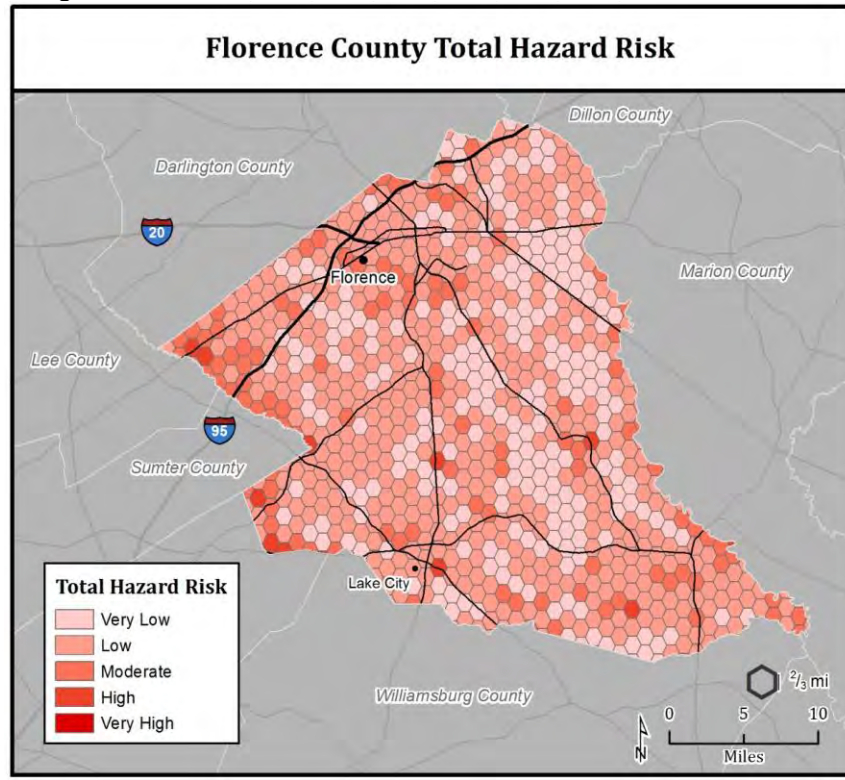 Florence County Total Hazard Risk
Dillon County
Darlington County
20
Florence
Marion County
Lee County
95
Sumter County
Total Hazard Risk
Very Low
Low
Moderate
High
Very High
Lake City
Williamsburg County
2/3 mi
N
0 5 10
Miles